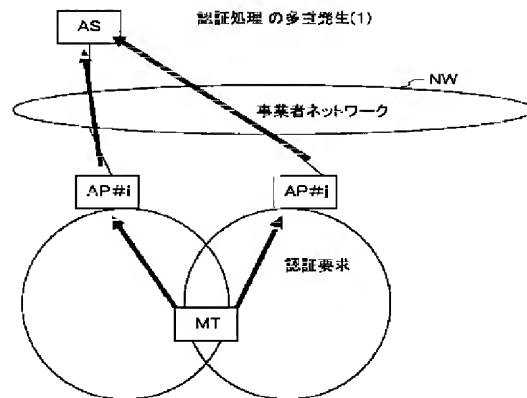 認証処理の多重発生(1)
AS
NW
事業者ネットワーク
AP#i
AP#j
認証要求
MT